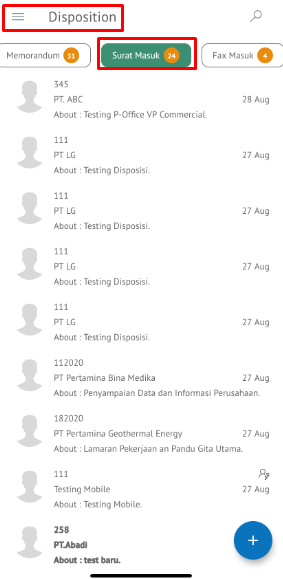 Disposition
Memorandum 31 Surat Masuk 24 Fax Masuk 4
345
PT. ABC 28 Aug
About : Testing P-Office VP Commercial.
111
PT LG 27 Aug
About : Testing Disposisi.
111
PT LG 27 Aug
About : Testing Disposisi.
111
PT LG 27 Aug
About : Testing Disposisi.
111
PT LG 27 Aug
About : Testing Disposisi.
112020
PT Pertamina Bina Medika 27 Aug
About : Penyampaian Data dan Informasi Perusahaan.
182020
PT Pertamina Geothermal Energy 27 Aug
About : Lamaran Pekerjaan an Pandu Gita Utama.
111
Testing Mobile 27 Aug
About : Testing Mobile.
258
PT.Abadi
About : test baru.